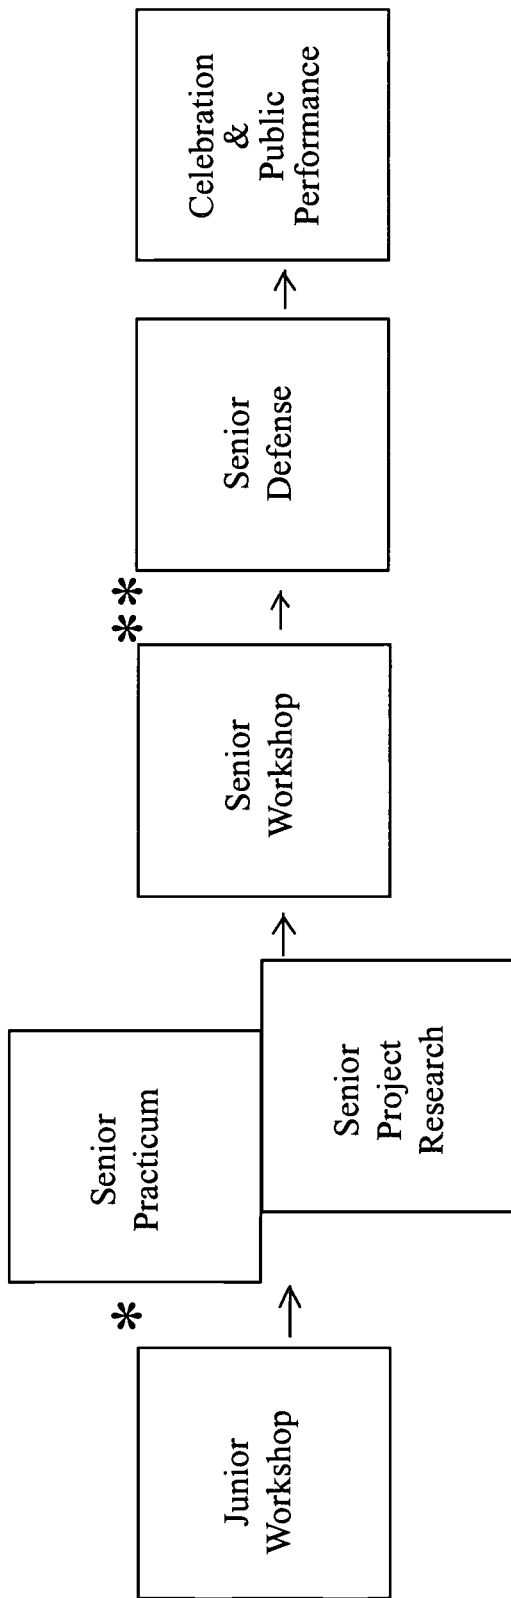 Junior
Workshop
*
Senior
Practicum
Senior
Project
Research
Senior
Workshop
**
Senior
Defense
Celebration
&
Public
Performance